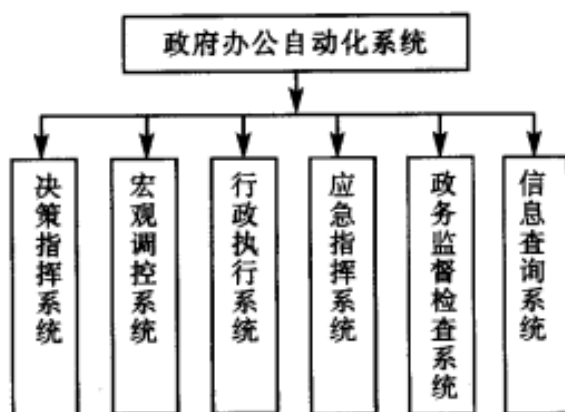 政府办公自动化系统
决策指挥系统
宏观调控系统
行政执行系统
应急指挥系统
政务监督检查系统
信息查询系统